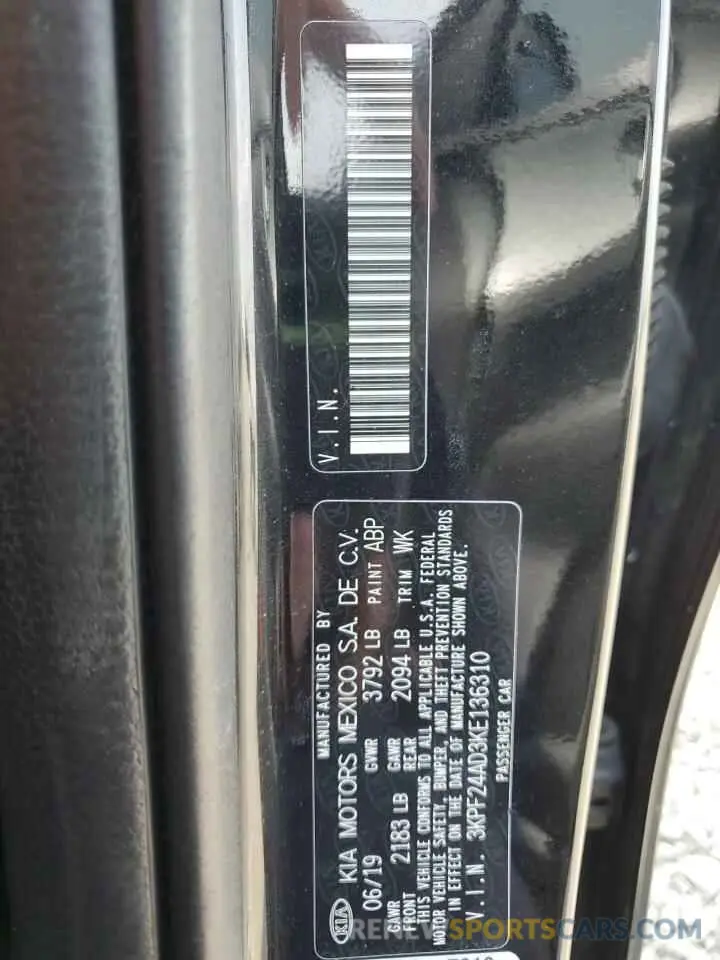 V.I.N.
MANUFACTURED BY
KIA KIA MOTORS MEXICO S.A. DE C.V.
06/19 GVWR 3792 LB PAINT ABP
GAWR FRONT 2183 LB GAWR REAR 2094 LB TRIM WK
THIS VEHICLE CONFORMS TO ALL APPLICABLE U.S.A. FEDERAL
MOTOR VEHICLE SAFETY, BUMPER, AND THEFT PREVENTION STANDARDS
IN EFFECT ON THE DATE OF MANUFACTURE SHOWN ABOVE.
V.I.N. 3KPF24AD3KE136310
PASSENGER CAR
RENEWSPORTSCARS.COM